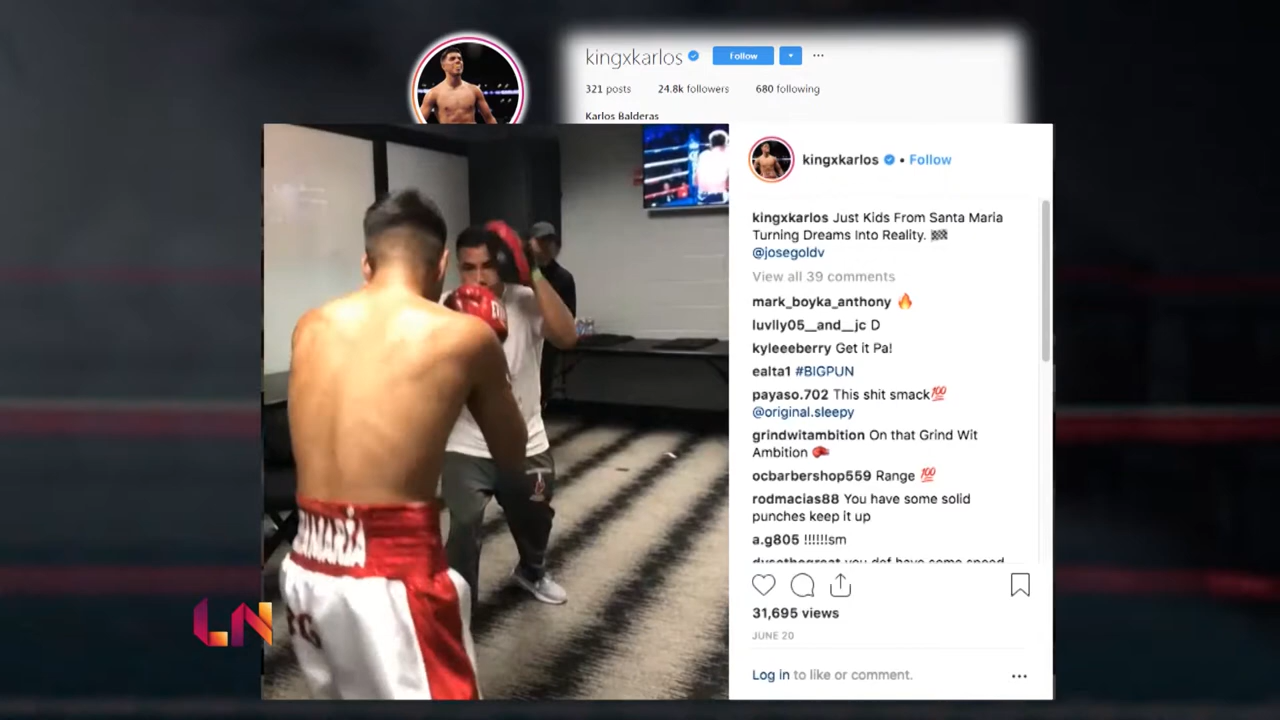 kingxkarlos Follow
321 posts 24.8k followers 680 following
Karlos Balderas
kingxkarlos • Follow
kingxkarlos Just Kids From Santa Maria
Turning Dreams Into Reality.
@josegoldv
View all 39 comments
mark_boyka_anthony
luvlly05__and__jc D
kyleeeberry Get it Pa!
ealta1 #BIGPUN
payaso.702 This shit smack💯
@original.sleepy
grindwitambition On that Grind Wit
Ambition
ocbarbershop559 Range 💯
rodmacias88 You have some solid
punches keep it up
a.g805 !!!!!!sm
31,695 views
JUNE 20
Log in to like or comment.
LN